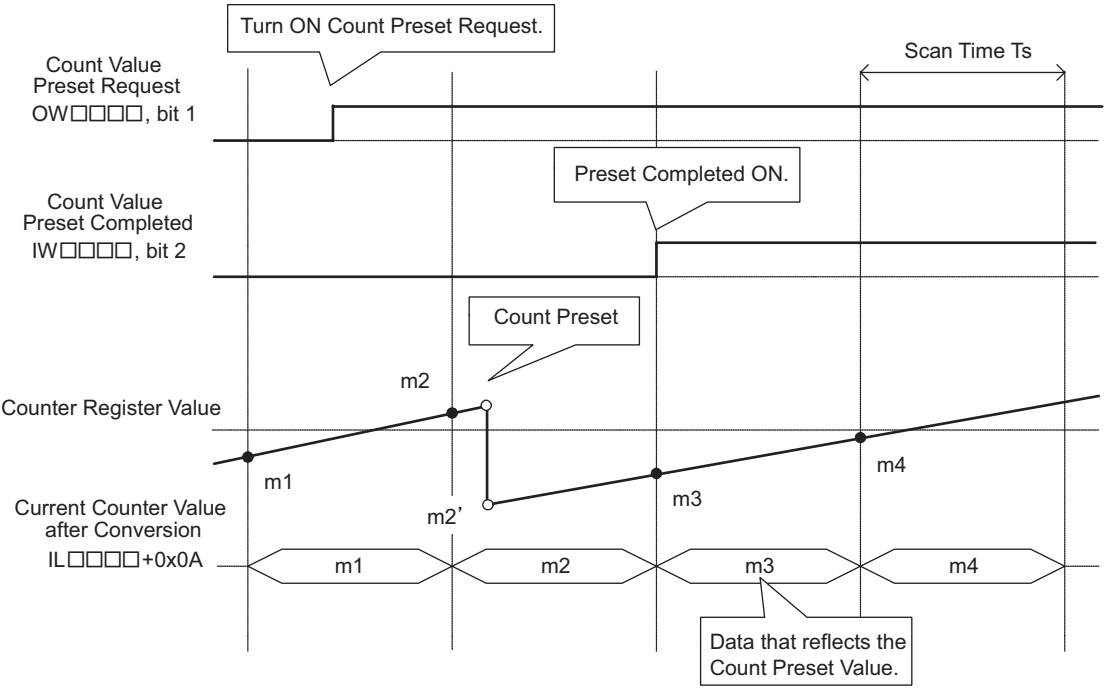 Turn ON Count Preset Request.
Scan Time Ts
Count Value
Preset Request
OW□□□□, bit 1
Preset Completed ON.
Count Value
Preset Completed
IW□□□□, bit 2
Count Preset
m2
Counter Register Value
m1
m4
m3
m2’
Current Counter Value
after Conversion
IL□□□□+0x0A
m1
m2
m3
m4
Data that reflects the
Count Preset Value.